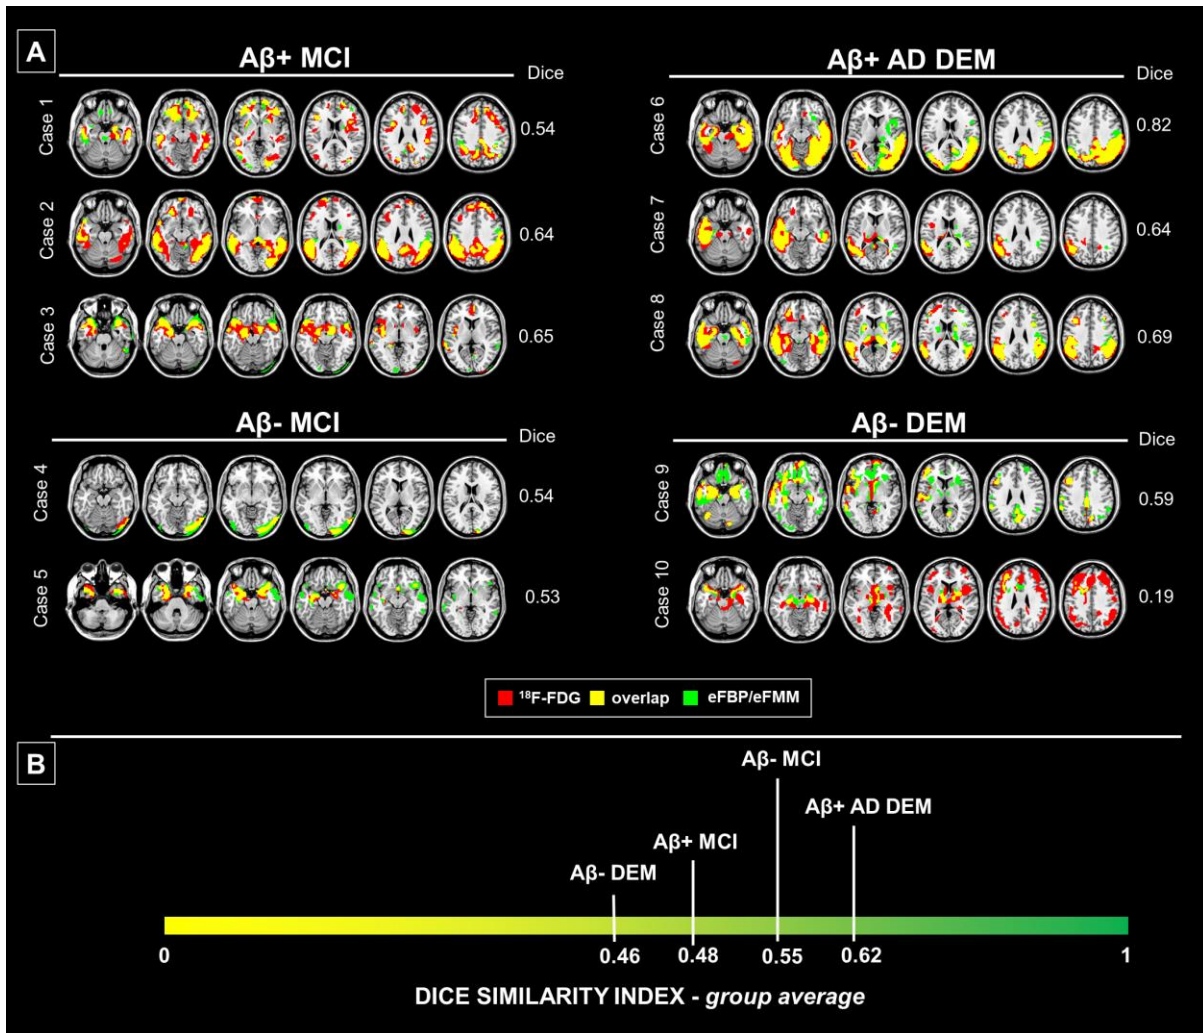 A
Aβ+ MCI
Dice
Case 1
0.54
Case 2
0.64
Case 3
0.65
Aβ+ AD DEM
Dice
Case 6
0.82
Case 7
0.64
Case 8
0.69
Aβ- MCI
Dice
Case 4
0.54
Case 5
0.53
Aβ- DEM
Dice
Case 9
0.59
Case 10
0.19
¹⁸F-FDG overlap eFBP/eFMM
B
Aβ- MCI
Aβ+ AD DEM
Aβ+ MCI
Aβ- DEM
0 0.46 0.48 0.55 0.62 1
DICE SIMILARITY INDEX - group average